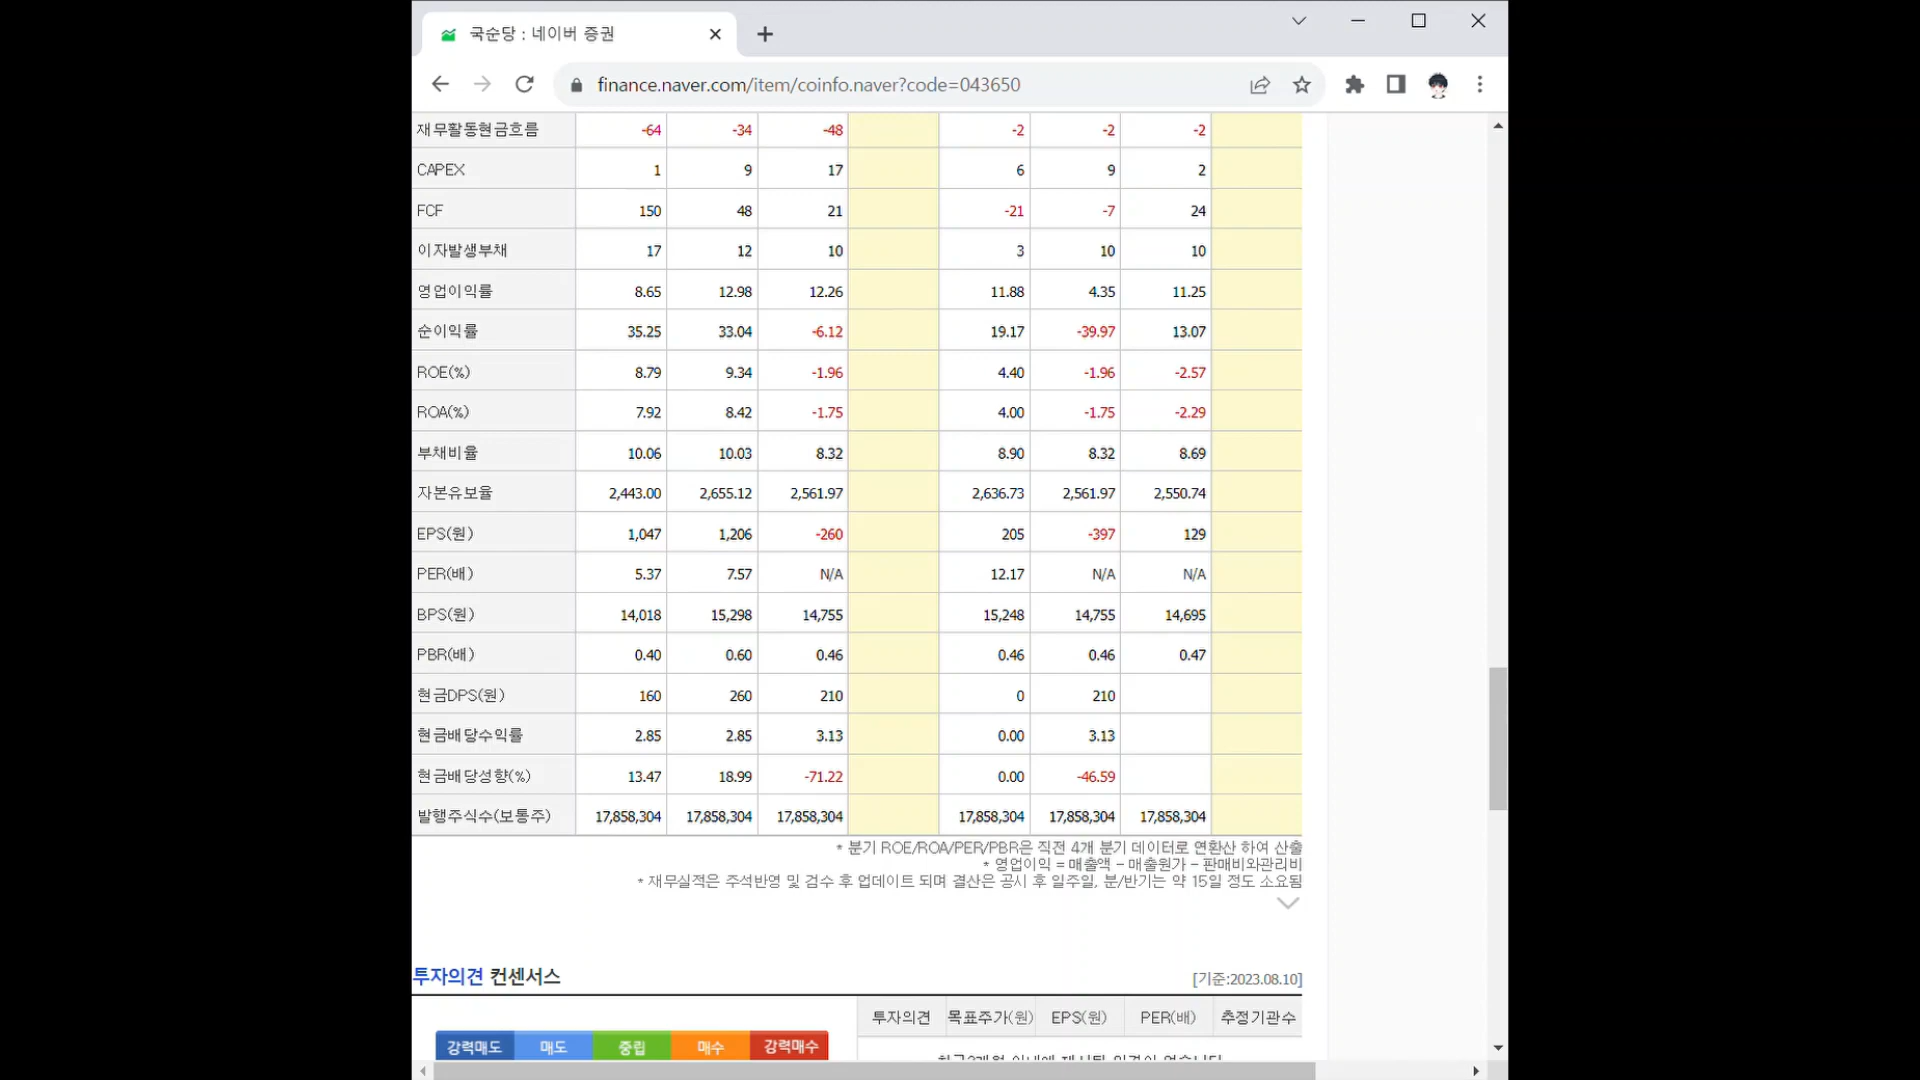 국순당 : 네이버 증권
finance.naver.com/item/coinfo.naver?code=043650
재무활동현금흐름 -64 -34 -48 -2 -2 -2
CAPEX 1 9 17 6 9 2
FCF 150 48 21 -21 -7 24
이자발생부채 17 12 10 3 10 10
영업이익률 8.65 12.98 12.26 11.88 4.35 11.25
순이익률 35.25 33.04 -6.12 19.17 -39.97 13.07
ROE(%) 8.79 9.34 -1.96 4.40 -1.96 -2.57
ROA(%) 7.92 8.42 -1.75 4.00 -1.75 -2.29
부채비율 10.06 10.03 8.32 8.90 8.32 8.69
자본유보율 2,443.00 2,655.12 2,561.97 2,636.73 2,561.97 2,550.74
EPS(원) 1,047 1,206 -260 205 -397 129
PER(배) 5.37 7.57 N/A 12.17 N/A N/A
BPS(원) 14,018 15,298 14,755 15,248 14,755 14,695
PBR(배) 0.40 0.60 0.46 0.46 0.46 0.47
현금DPS(원) 160 260 210 0 210
현금배당수익률 2.85 2.85 3.13 0.00 3.13
현금배당성향(%) 13.47 18.99 -71.22 0.00 -46.59
발행주식수(보통주) 17,858,304 17,858,304 17,858,304 17,858,304 17,858,304 17,858,304
* 분기 ROE/ROA/PER/PBR은 직전 4개 분기 데이터로 연환산 하여 산출
* 영업이익 = 매출액 - 매출원가 - 판매비와관리비
* 재무실적은 주석반영 및 검수 후 업데이트 되며 결산은 공시 후 일주일, 분/반기는 약 15일 정도 소요됨
투자의견 컨센서스 [기준:2023.08.10]
투자의견 목표주가(원) EPS(원) PER(배) 추정기관수
강력매도 매도 중립 매수 강력매수